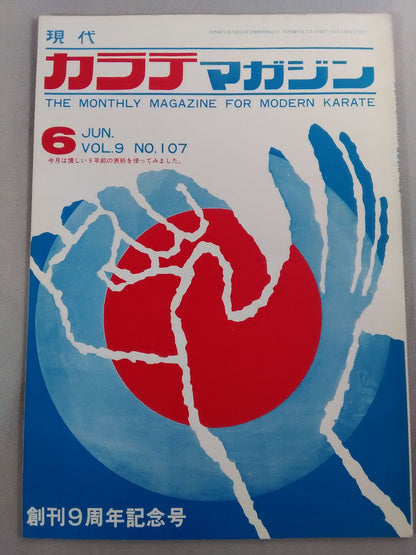 現代
カラテマガジン
THE MONTHLY MAGAZINE FOR MODERN KARATE
6 JUN.
VOL.9 NO.107
今月は懐しい9年前の表紙を使ってみました。
創刊9周年記念号